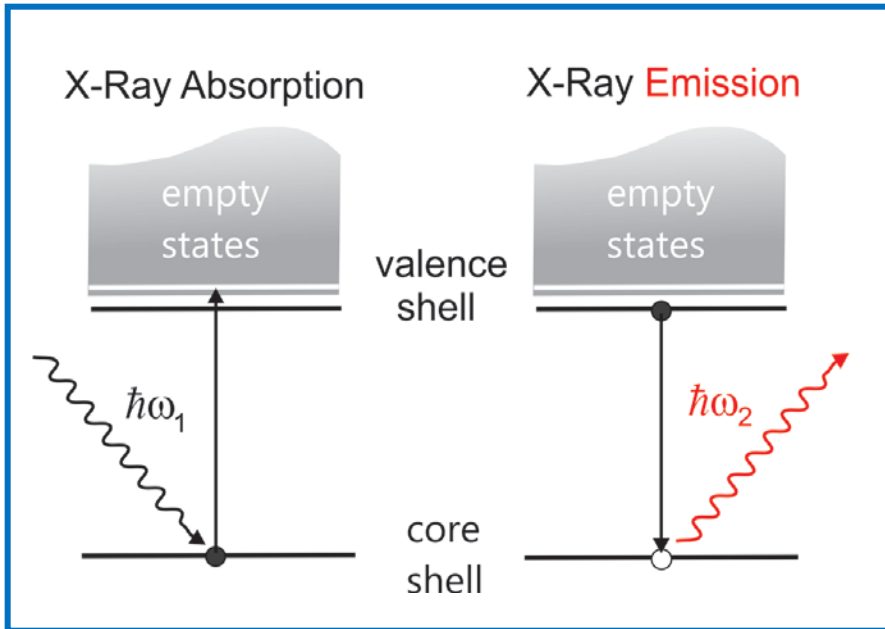 X-Ray Absorption
X-Ray Emission
empty
states
empty
states
valence
shell
ħω₁
ħω₂
core
shell